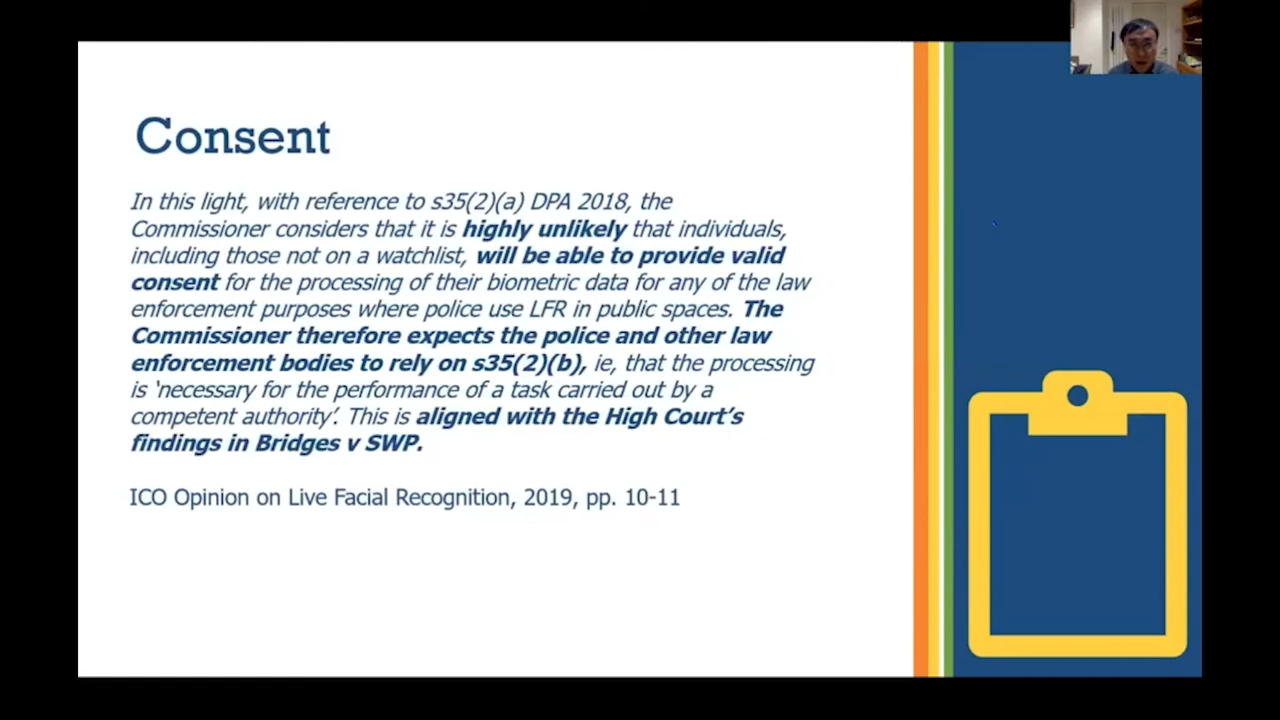 Consent
In this light, with reference to s35(2)(a) DPA 2018, the
Commissioner considers that it is highly unlikely that individuals,
including those not on a watchlist, will be able to provide valid
consent for the processing of their biometric data for any of the law
enforcement purposes where police use LFR in public spaces. The
Commissioner therefore expects the police and other law
enforcement bodies to rely on s35(2)(b), ie, that the processing
is ‘necessary for the performance of a task carried out by a
competent authority’. This is aligned with the High Court’s
findings in Bridges v SWP.
ICO Opinion on Live Facial Recognition, 2019, pp. 10-11